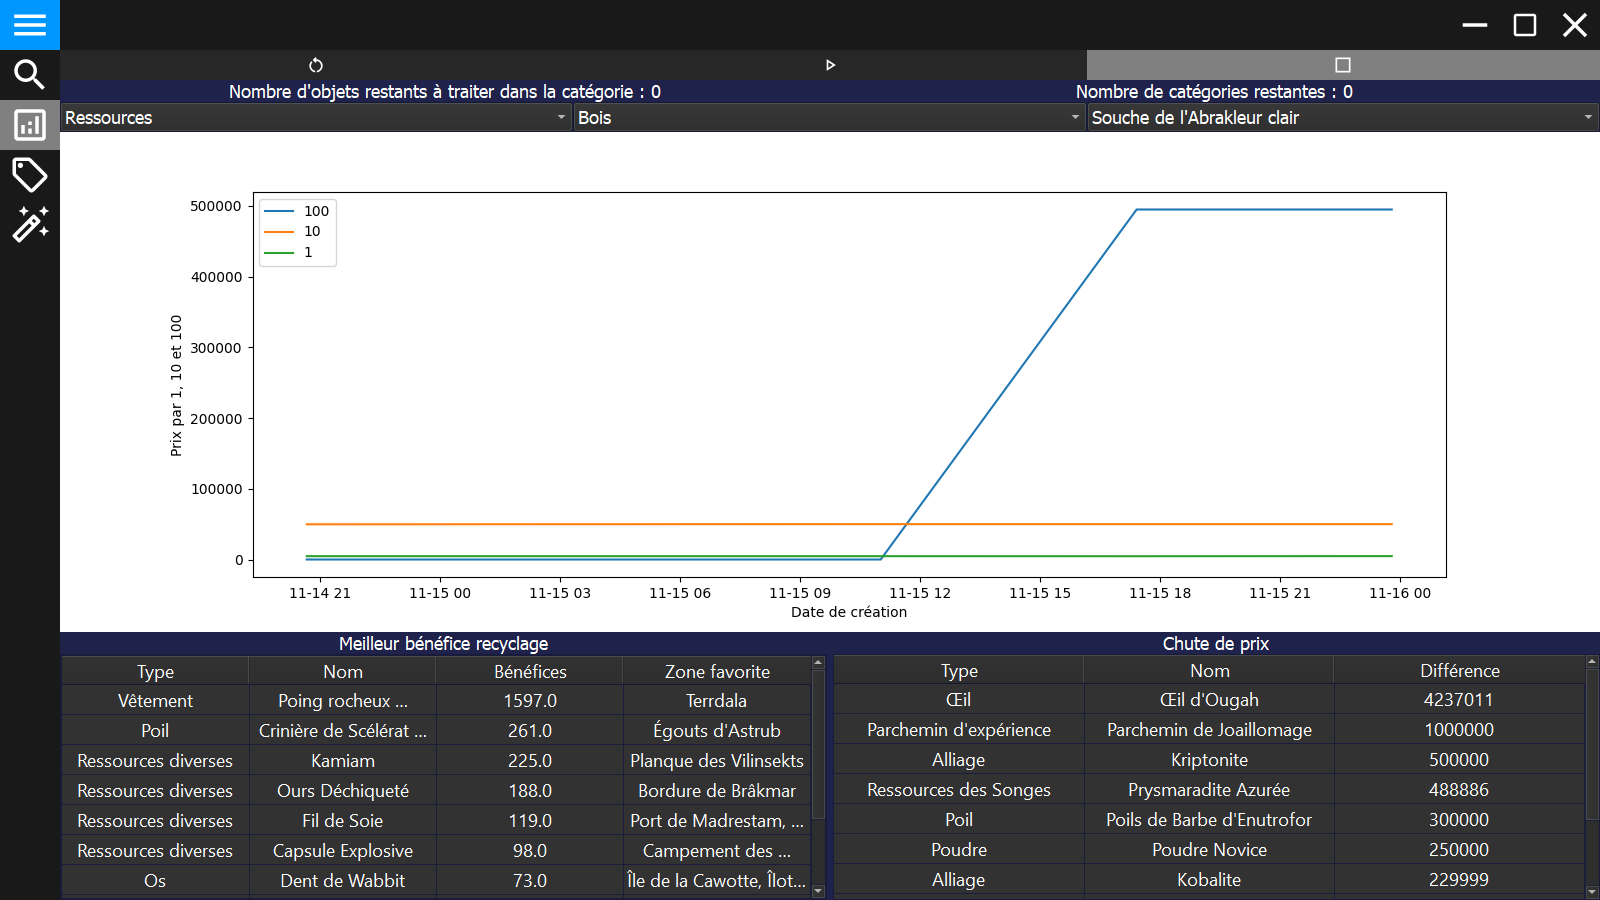 Nombre d'objets restants à traiter dans la catégorie : 0
Nombre de catégories restantes : 0
Ressources
Bois
Souche de l'Abrakleur clair
100
10
1
500000
400000
300000
200000
100000
0
Prix par 1, 10 et 100
11-14 21 11-15 00 11-15 03 11-15 06 11-15 09 11-15 12 11-15 15 11-15 18 11-15 21 11-16 00
Date de création
Meilleur bénéfice recyclage
Type Nom Bénéfices Zone favorite
Vêtement Poing rocheux ... 1597.0 Terrdala
Poil Crinière de Scélérat ... 261.0 Égouts d'Astrub
Ressources diverses Kamiam 225.0 Planque des Vilinsekts
Ressources diverses Ours Déchiqueté 188.0 Bordure de Brâkmar
Ressources diverses Fil de Soie 119.0 Port de Madrestam, ...
Ressources diverses Capsule Explosive 98.0 Campement des ...
Os Dent de Wabbit 73.0 Île de la Cawotte, Îlot...
Chute de prix
Type Nom Différence
Œil Œil d'Ougah 4237011
Parchemin d'expérience Parchemin de Joaillomage 1000000
Alliage Kriptonite 500000
Ressources des Songes Prysmaradite Azurée 488886
Poil Poils de Barbe d'Enutrofor 300000
Poudre Poudre Novice 250000
Alliage Kobalite 229999